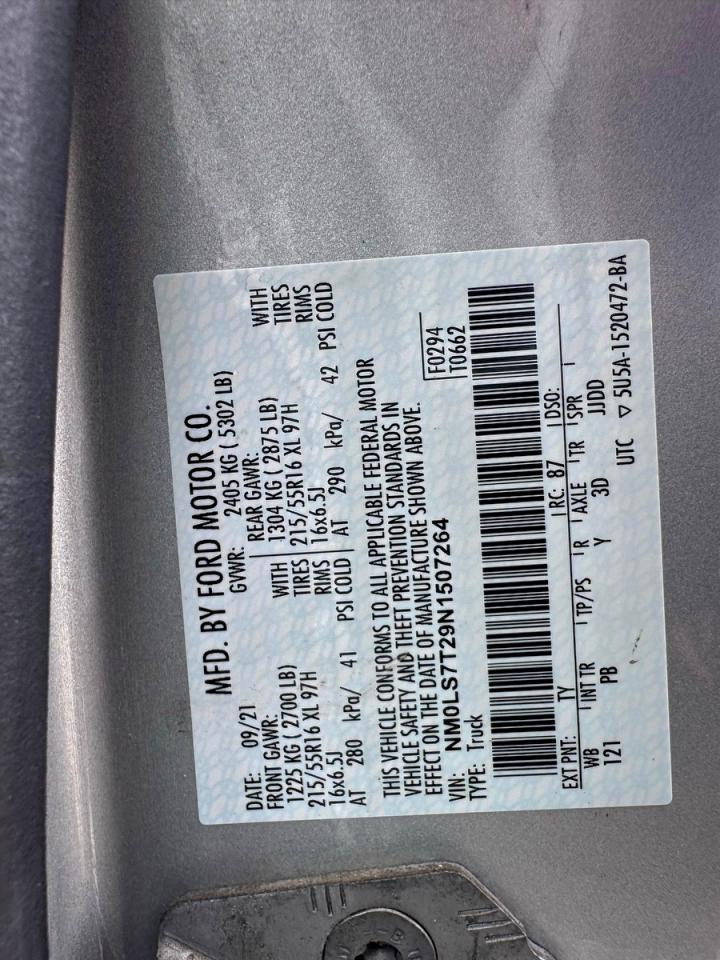 MFD. BY FORD MOTOR CO.
DATE: 09/21 GVWR: 2405 KG ( 5302 LB)
FRONT GAWR: REAR GAWR: WITH
1225 KG ( 2700 LB) WITH 1304 KG ( 2875 LB) TIRES
215/55R16 XL 97H TIRES 215/55R16 XL 97H RIMS
16x6.5J RIMS 16x6.5J
AT 280 kPa/ 41 PSI COLD AT 290 kPa/ 42 PSI COLD
THIS VEHICLE CONFORMS TO ALL APPLICABLE FEDERAL MOTOR
VEHICLE SAFETY AND THEFT PREVENTION STANDARDS IN
EFFECT ON THE DATE OF MANUFACTURE SHOWN ABOVE.
VIN: NM0LS7T29N1507264 F0294
TYPE: Truck T0662
EXT PNT: TY RC: 87 DSO:
WB INT TR TP/PS R AXLE TR SPR
121 PB Y 3D JJDD
UTC ▽ 5U5A-1520472-BA